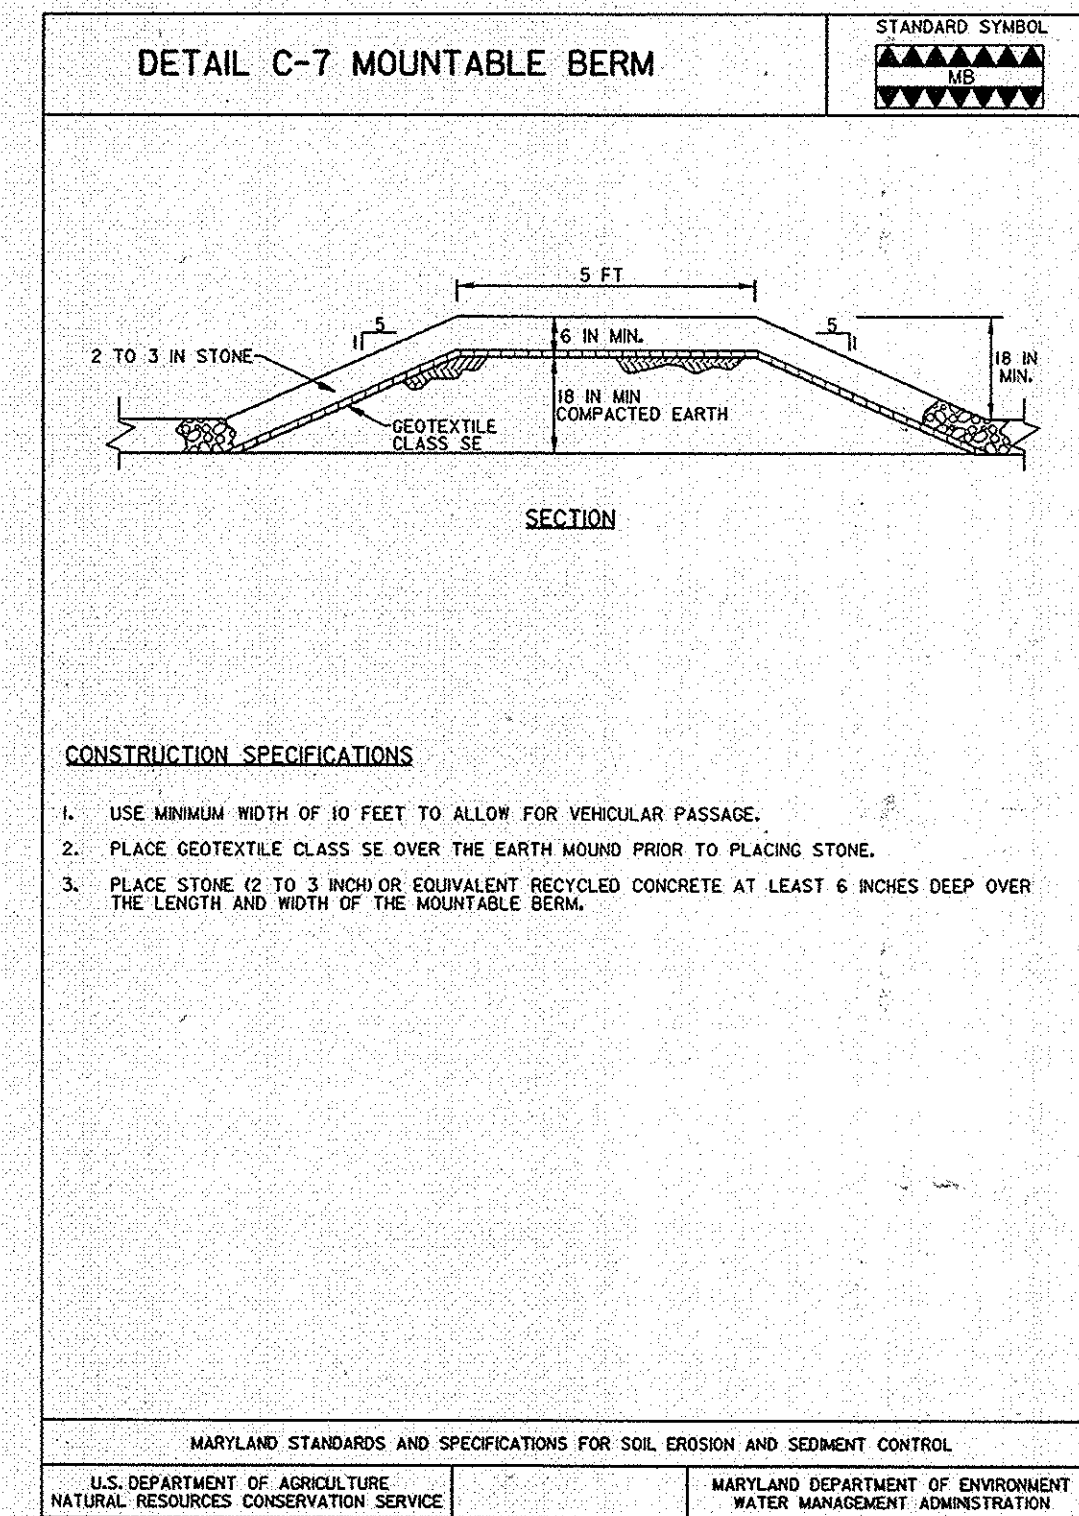 DETAIL C-7 MOUNTABLE BERM
STANDARD SYMBOL
MB
5 FT
5
1
6 IN MIN.
5
1
2 TO 3 IN STONE
18 IN
MIN.
18 IN MIN
COMPACTED EARTH
GEOTEXTILE
CLASS SE
SECTION
CONSTRUCTION SPECIFICATIONS
1. USE MINIMUM WIDTH OF 10 FEET TO ALLOW FOR VEHICULAR PASSAGE.
2. PLACE GEOTEXTILE CLASS SE OVER THE EARTH MOUND PRIOR TO PLACING STONE.
3. PLACE STONE (2 TO 3 INCH) OR EQUIVALENT RECYCLED CONCRETE AT LEAST 6 INCHES DEEP OVER
THE LENGTH AND WIDTH OF THE MOUNTABLE BERM.
MARYLAND STANDARDS AND SPECIFICATIONS FOR SOIL EROSION AND SEDIMENT CONTROL
U.S. DEPARTMENT OF AGRICULTURE
NATURAL RESOURCES CONSERVATION SERVICE
MARYLAND DEPARTMENT OF ENVIRONMENT
WATER MANAGEMENT ADMINISTRATION